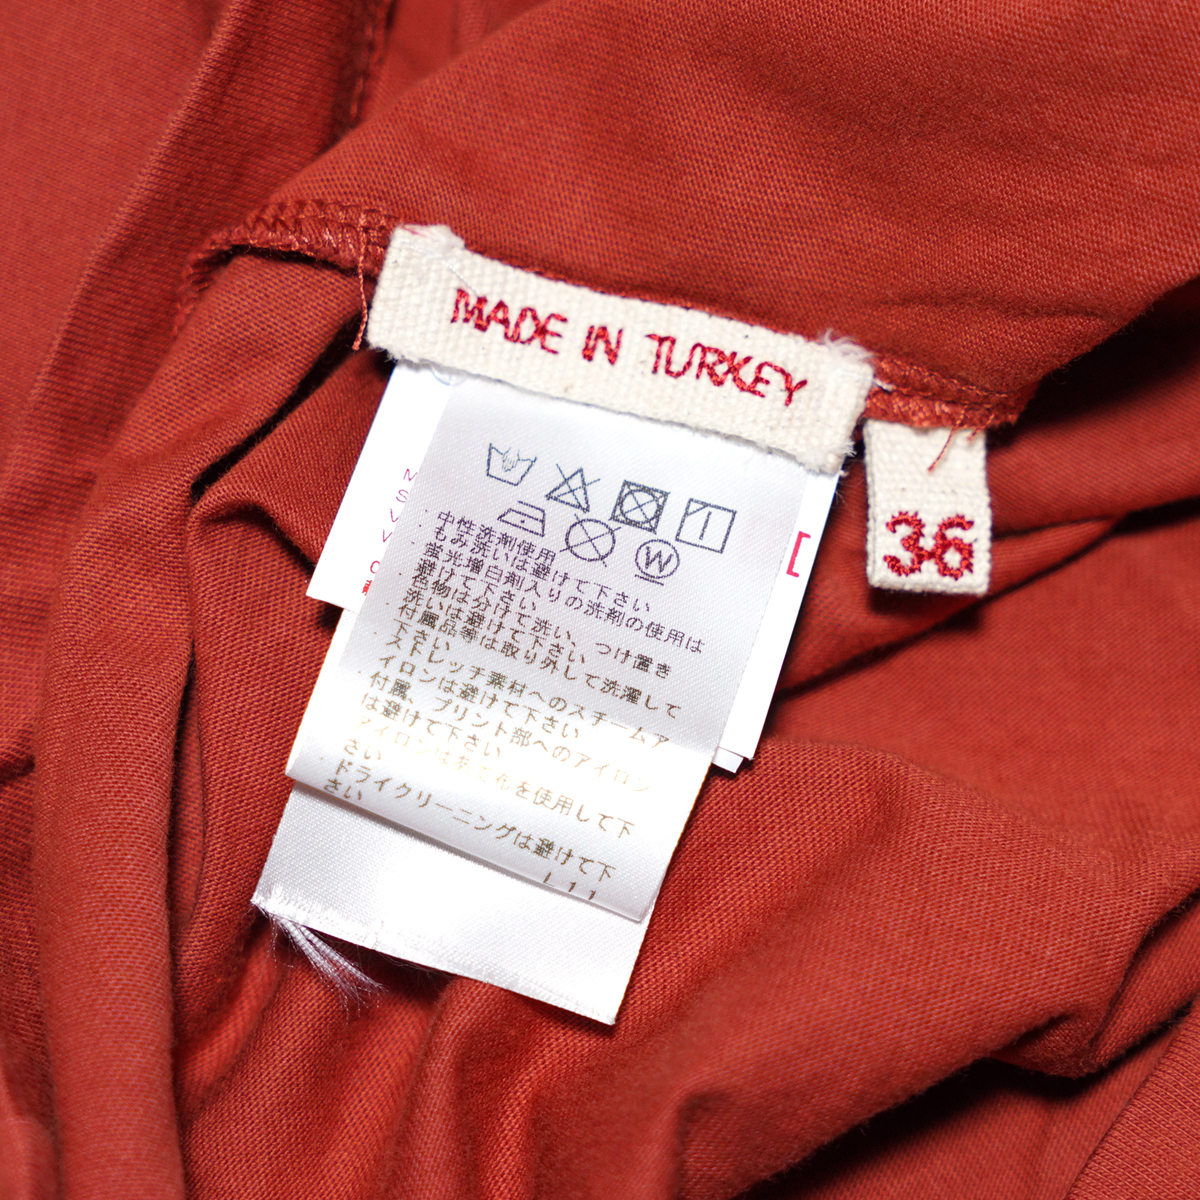 MADE IN TURKEY
36
W
・中性洗剤使用
・もみ洗いは避けて下さい
・蛍光増白剤入りの洗剤の使用は
避けて下さい
・色物は分けて洗い、つけ置き
洗いは避けて下さい
・付属品等は取り外して洗濯して
下さい
・ストレッチ素材へのスチームア
イロンは避けて下さい
・付属、プリント部へのアイロン
は避けて下さい
・アイロンはあて布を使用して下
さい
・ドライクリーニングは避けて下
さい
M
S
V
V
C
[